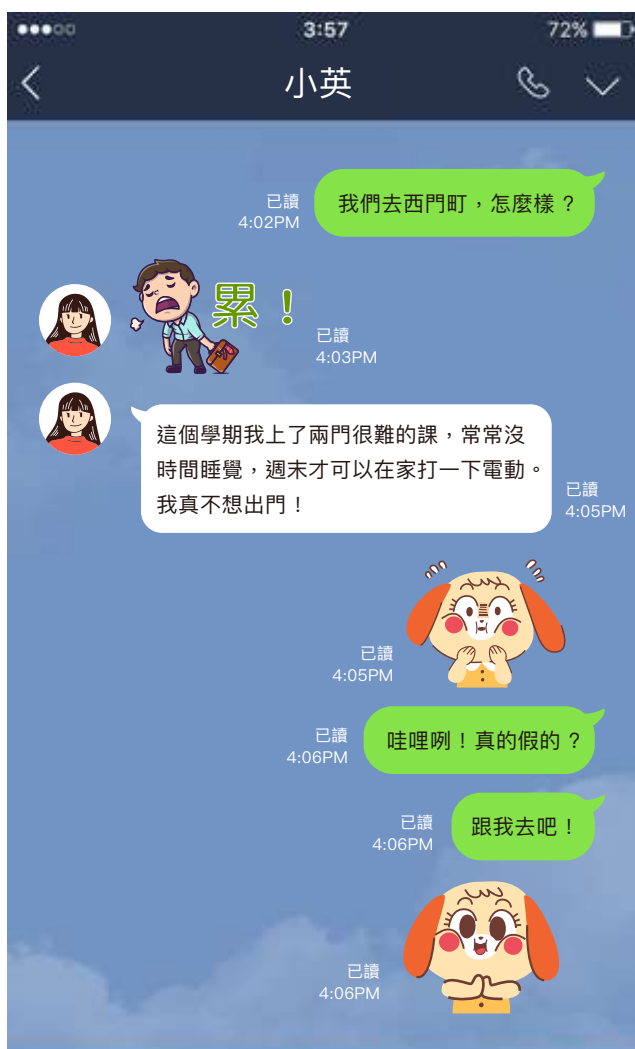 3:57
72%
小英
我們去西門町，怎麼樣？
已讀
4:02PM
累！
已讀
4:03PM
這個學期我上了兩門很難的課，常常沒
時間睡覺，週末才可以在家打一下電動。
我真不想出門！
已讀
4:05PM
已讀
4:05PM
哇哩咧！真的假的？
已讀
4:06PM
跟我去吧！
已讀
4:06PM
已讀
4:06PM